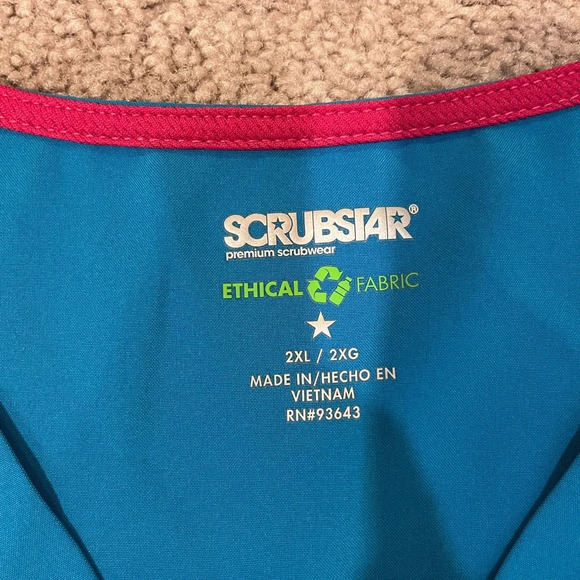 SCRUBSTAR®
premium scrubwear
ETHICAL FABRIC
2XL / 2XG
MADE IN/HECHO EN
VIETNAM
RN#93643